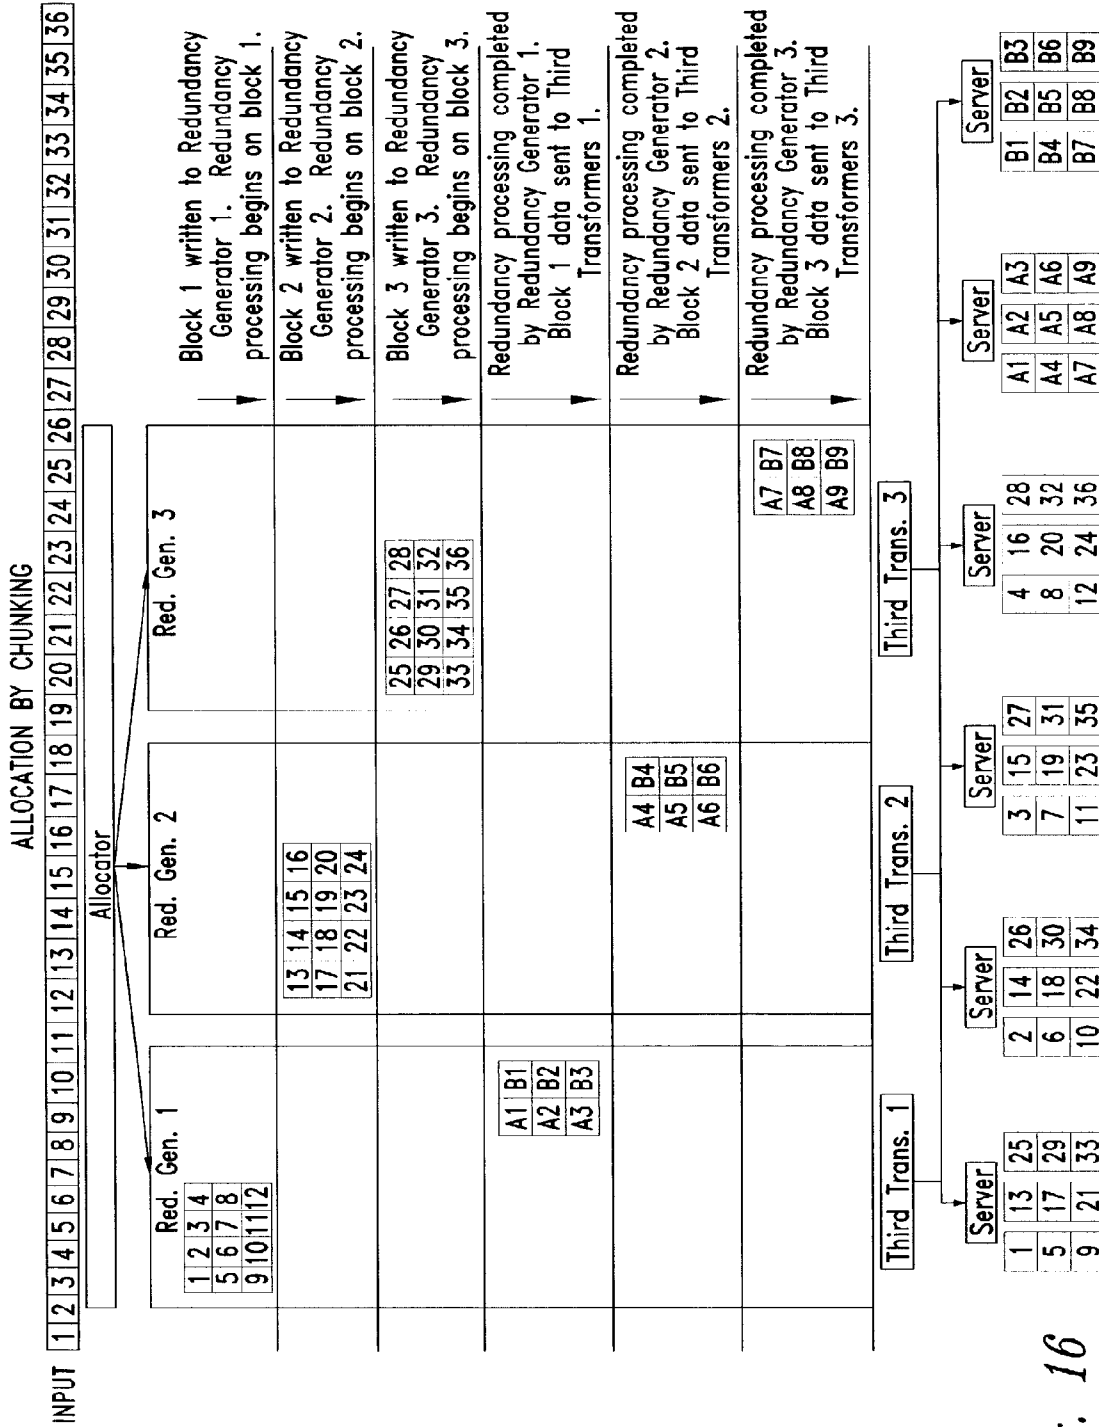 ALLOCATION BY CHUNKING
INPUT 1 2 3 4 5 6 7 8 9 10 11 12 13 14 15 16 17 18 19 20 21 22 23 24 25 26 27 28 29 30 31 32 33 34 35 36
Allocator
Red. Gen. 1
Red. Gen. 2
Red. Gen. 3
1 2 3 4
5 6 7 8
9 10 11 12
Block 1 written to Redundancy
Generator 1. Redundancy
processing begins on block 1.
13 14 15 16
17 18 19 20
21 22 23 24
Block 2 written to Redundancy
Generator 2. Redundancy
processing begins on block 2.
25 26 27 28
29 30 31 32
33 34 35 36
Block 3 written to Redundancy
Generator 3. Redundancy
processing begins on block 3.
A1 B1
A2 B2
A3 B3
Redundancy processing completed
by Redundancy Generator 1.
Block 1 data sent to Third
Transformers 1.
A4 B4
A5 B5
A6 B6
Redundancy processing completed
by Redundancy Generator 2.
Block 2 data sent to Third
Transformers 2.
A7 B7
A8 B8
A9 B9
Redundancy processing completed
by Redundancy Generator 3.
Block 3 data sent to Third
Transformers 3.
Third Trans. 1
Third Trans. 2
Third Trans. 3
Server
Server
Server
Server
Server
Server
1 13 25
5 17 29
9 21 33
2 14 26
6 18 30
10 22 34
3 15 27
7 19 31
11 23 35
4 16 28
8 20 32
12 24 36
A1 A2 A3
A4 A5 A6
A7 A8 A9
B1 B2 B3
B4 B5 B6
B7 B8 B9
. 16